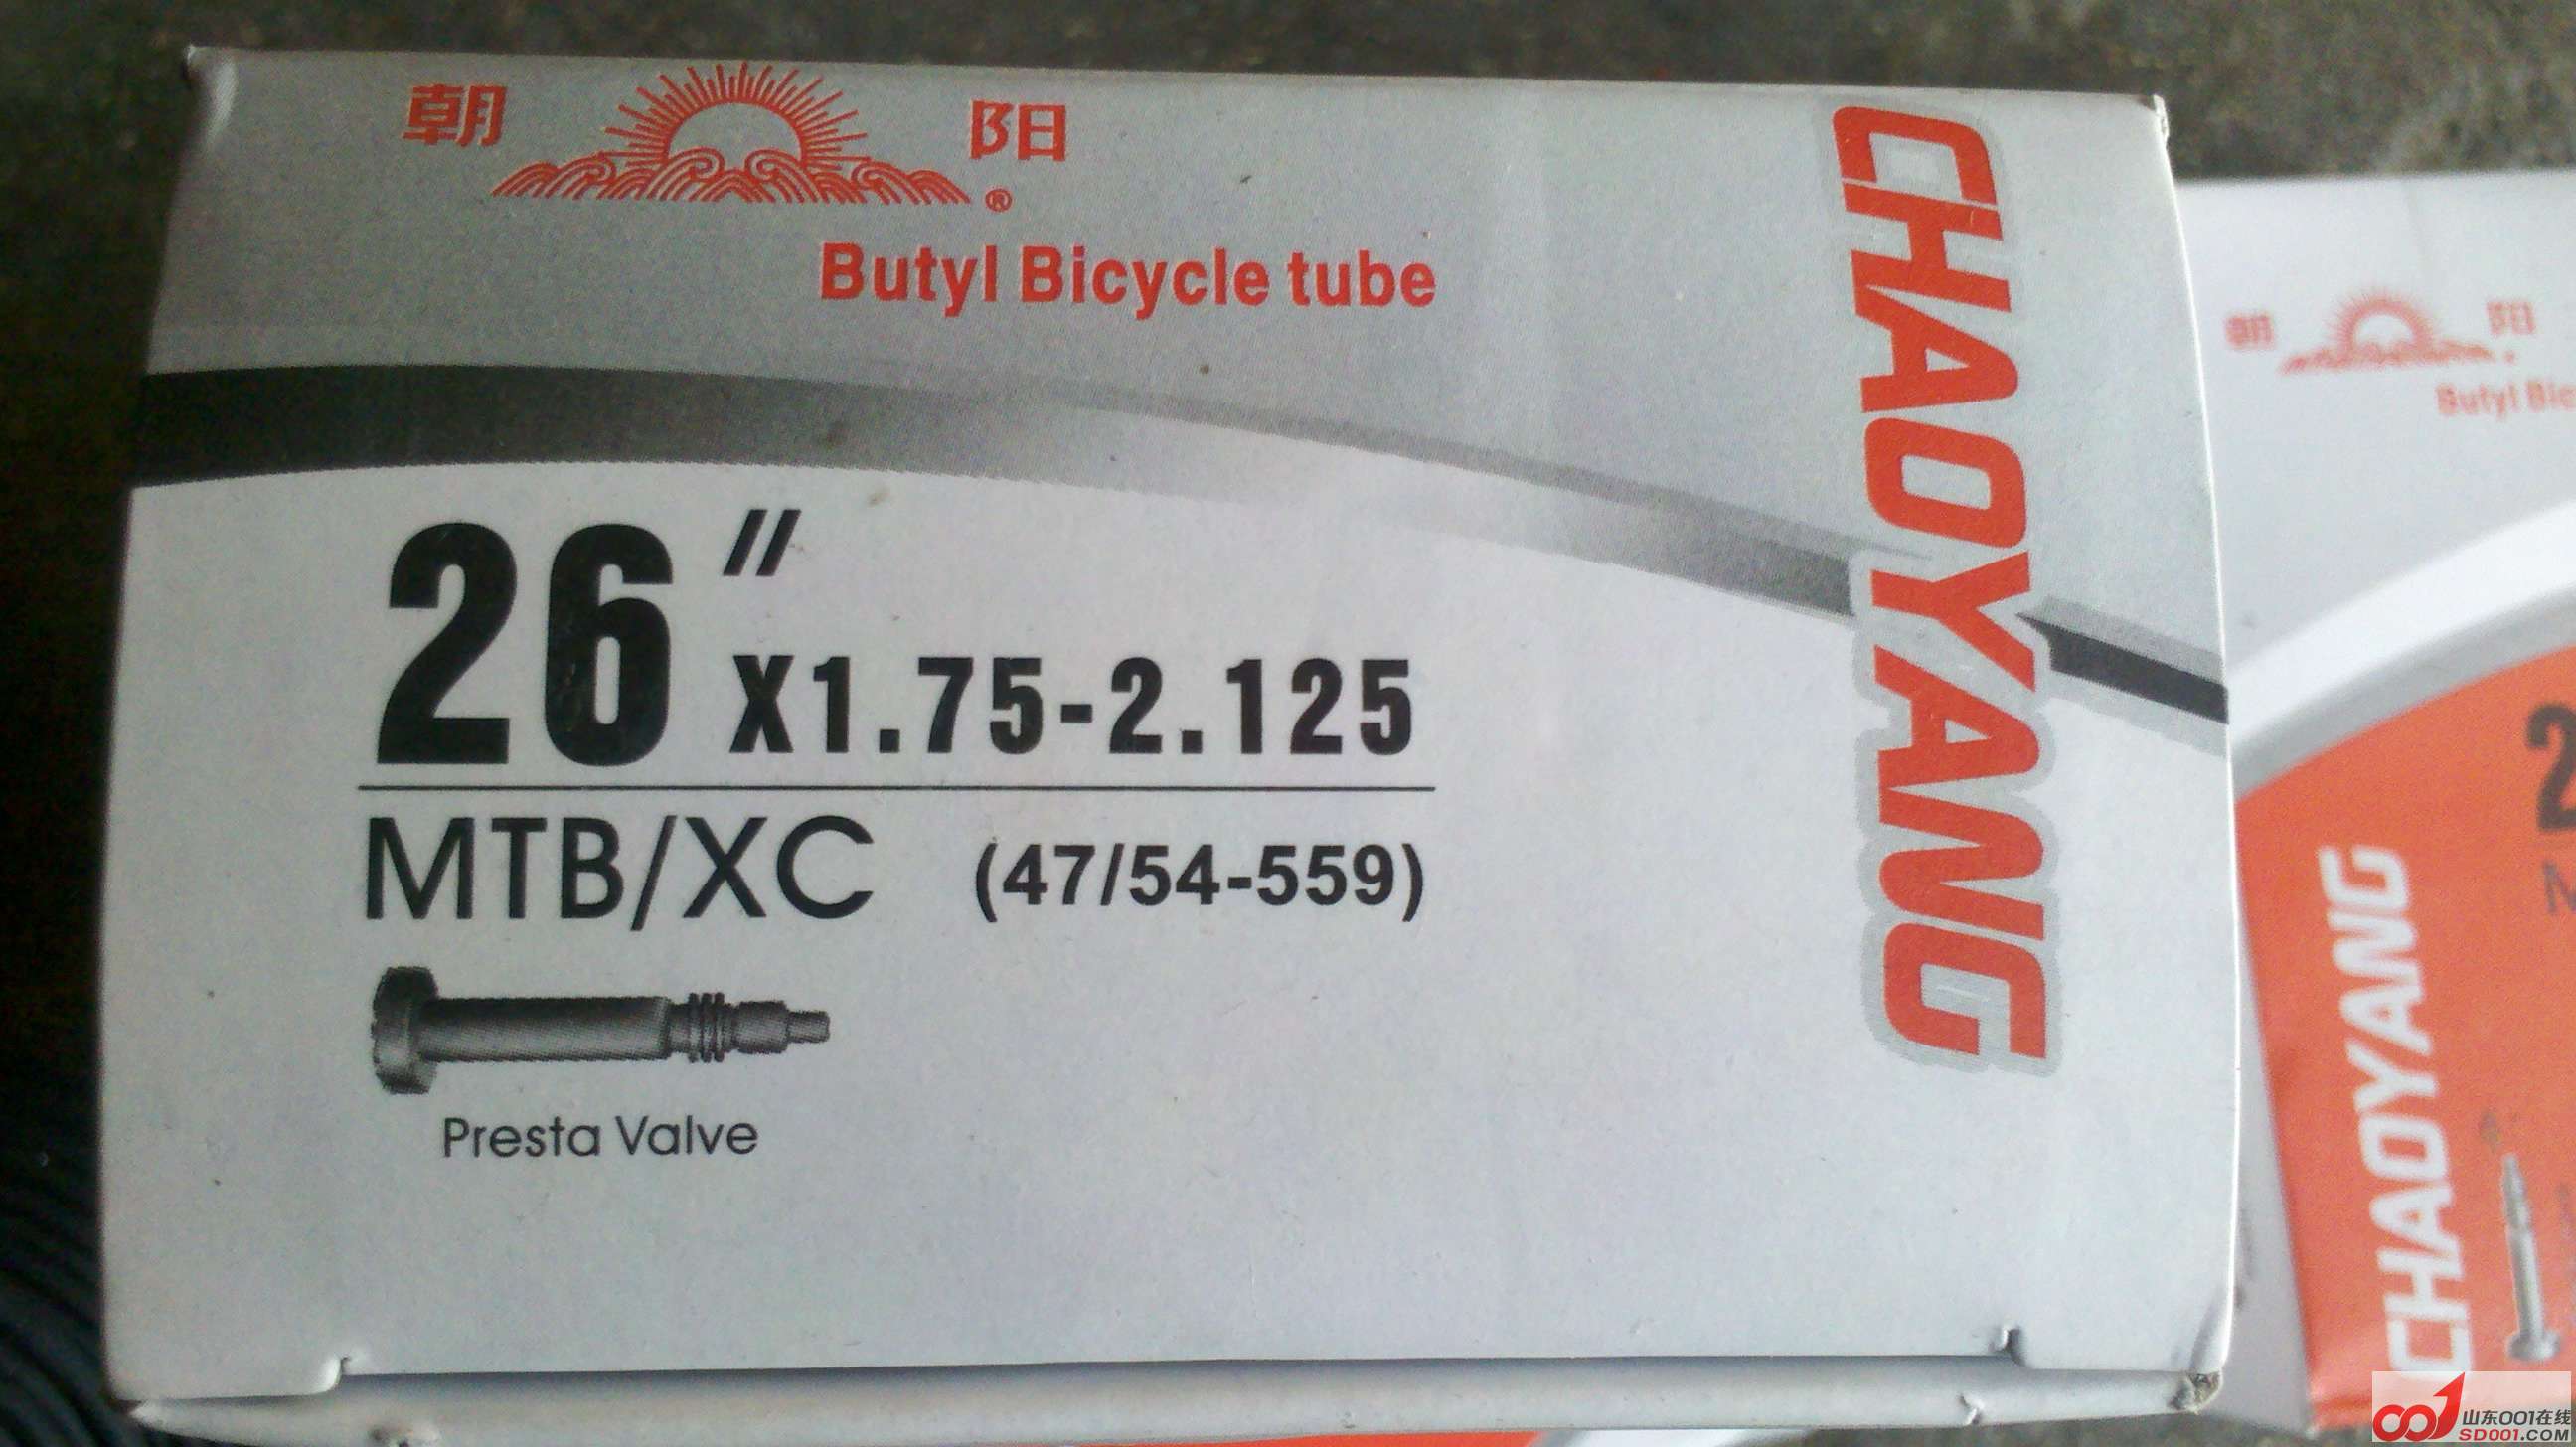 朝 阳
®
Butyl Bicycle tube
CHAOYANG
26" X1.75-2.125
MTB/XC (47/54-559)
Presta Valve
朝 阳
Butyl Bic
2
CHAOYANG
山东001在线
SD001.COM